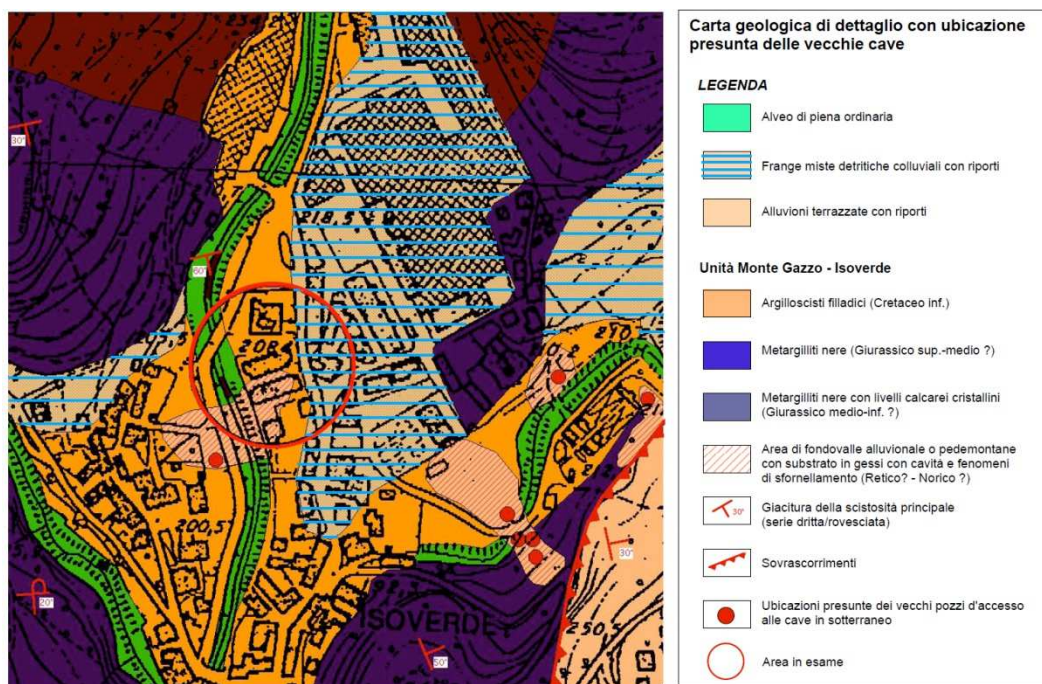 Carta geologica di dettaglio con ubicazione
presunta delle vecchie cave
LEGENDA
Alveo di piena ordinaria
Frange miste detritiche colluviali con riporti
Alluvioni terrazzate con riporti
Unità Monte Gazzo - Isoverde
Argilloscisti filladici (Cretaceo inf.)
Metargilliti nere (Giurassico sup.-medio ?)
Metargilliti nere con livelli calcarei cristallini
(Giurassico medio-inf. ?)
Area di fondovalle alluvionale o pedemontane
con substrato in gessi con cavità e fenomeni
di sfornellamento (Retico? - Norico ?)
30°
Giacitura della scistosità principale
(serie dritta/rovesciata)
Sovrascorrimenti
Ubicazioni presunte dei vecchi pozzi d'accesso
alle cave in sotterraneo
Area in esame
30°
218,5
60°
208,5
200,5
30°
20°
ISOVERDE
250,5
50°